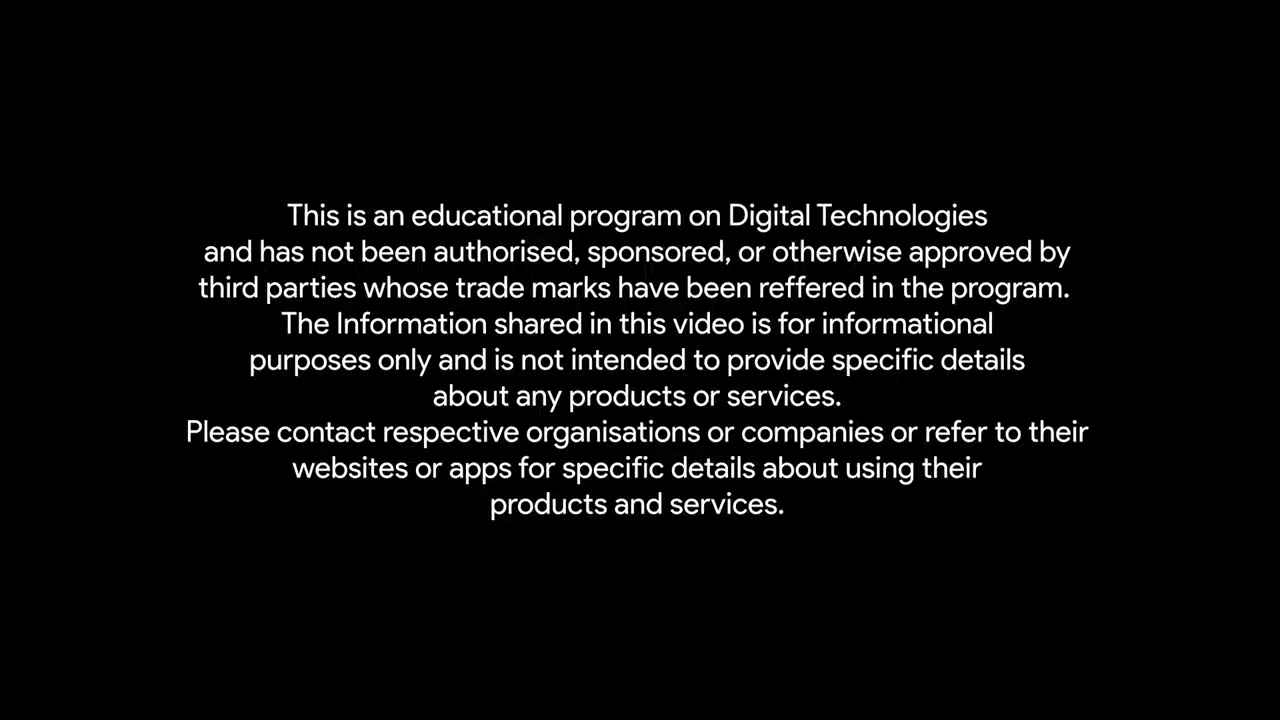 This is an educational program on Digital Technologies
and has not been authorised, sponsored, or otherwise approved by
third parties whose trade marks have been reffered in the program.
The Information shared in this video is for informational
purposes only and is not intended to provide specific details
about any products or services.
Please contact respective organisations or companies or refer to their
websites or apps for specific details about using their
products and services.